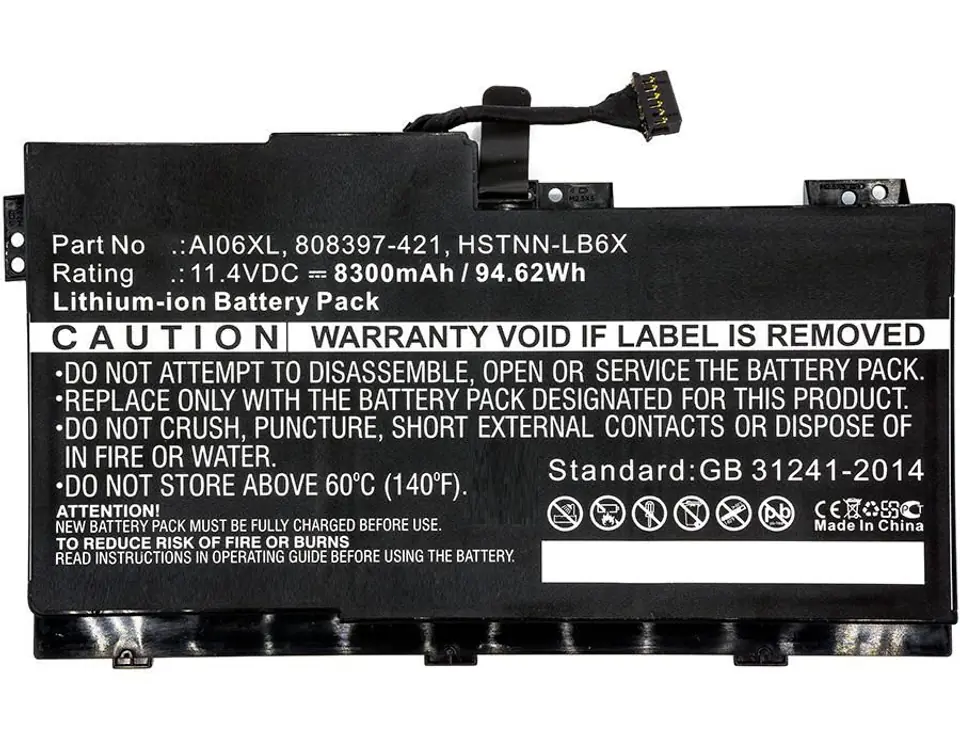 Part No .: AI06XL, 808397-421, HSTNN-LB6X
Rating .: 11.4VDC ⎓ 8300mAh / 94.62Wh
Lithium-ion Battery Pack
CAUTION WARRANTY VOID IF LABEL IS REMOVED
•DO NOT ATTEMPT TO DISASSEMBLE, OPEN OR SERVICE THE BATTERY PACK.
•REPLACE ONLY WITH THE BATTERY PACK DESIGNATED FOR THIS PRODUCT.
•DO NOT CRUSH, PUNCTURE, SHORT EXTERNAL CONTACTS OR DISPOSE OF
IN FIRE OR WATER.
•DO NOT STORE ABOVE 60ºC (140ºF).
Standard:GB 31241-2014
ATTENTION!
NEW BATTERY PACK MUST BE FULLY CHARGED BEFORE USE.
TO REDUCE RISK OF FIRE OR BURNS
READ INSTRUCTIONS IN OPERATING GUIDE BEFORE USING THE BATTERY.
Pb
CE
Made In China